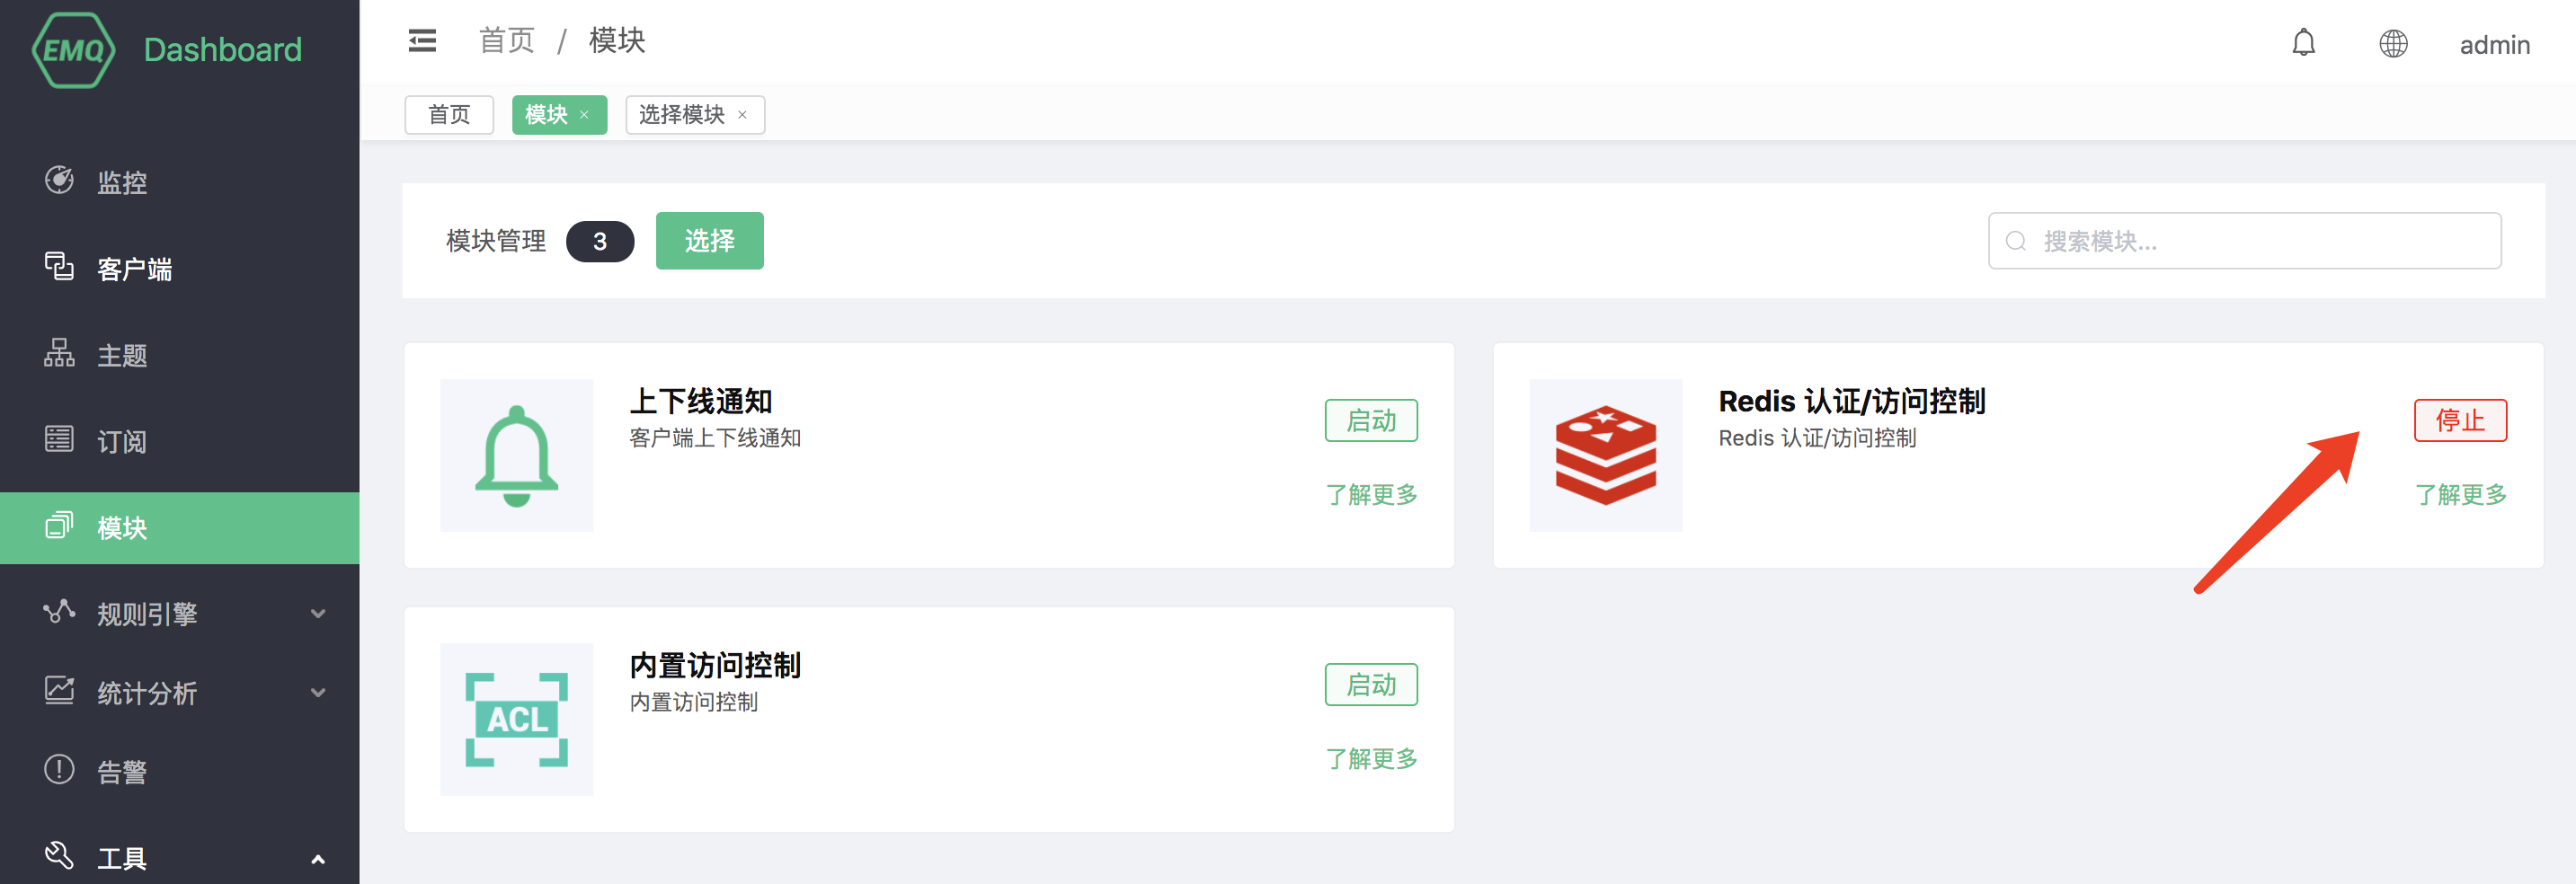 EMQ Dashboard
首页 / 模块
admin
首页 模块 × 选择模块 ×
监控
客户端
主题
订阅
模块
规则引擎
统计分析
告警
工具
模块管理 3 选择
搜索模块...
上下线通知
客户端上下线通知
启动
了解更多
Redis 认证/访问控制
Redis 认证/访问控制
停止
了解更多
ACL
内置访问控制
内置访问控制
启动
了解更多